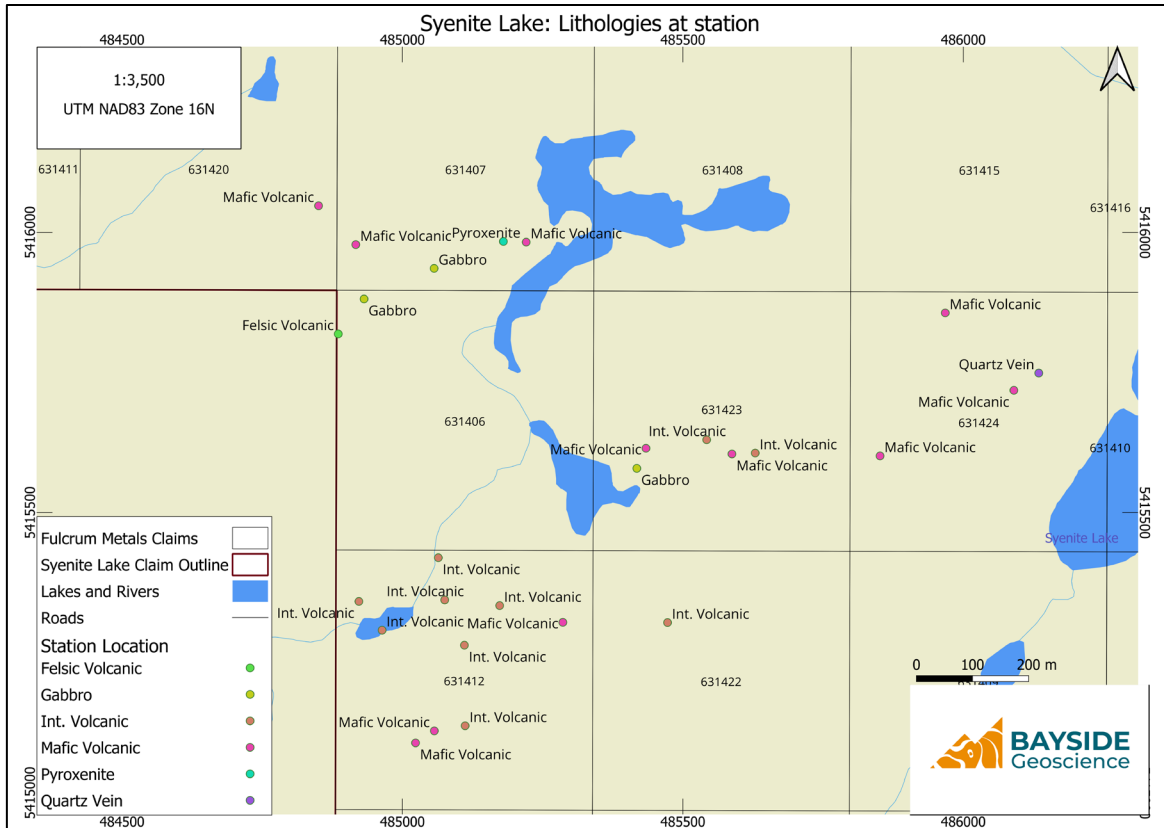 Syenite Lake: Lithologies at station
484500
485000
485500
486000
1:3,500
UTM NAD83 Zone 16N
631411
631420
631407
631408
631415
Mafic Volcanic
631416
5416000
5416000
Mafic Volcanic
Pyroxenite
Mafic Volcanic
Gabbro
Gabbro
Mafic Volcanic
Felsic Volcanic
Quartz Vein
Mafic Volcanic
631406
631423
631424
Int. Volcanic
Int. Volcanic
Mafic Volcanic
Mafic Volcanic
Mafic Volcanic
631410
Gabbro
5415500
5415500
Syenite Lake
Fulcrum Metals Claims
Syenite Lake Claim Outline
Lakes and Rivers
Roads
Station Location
Felsic Volcanic
Gabbro
Int. Volcanic
Mafic Volcanic
Pyroxenite
Quartz Vein
Int. Volcanic
Int. Volcanic
Int. Volcanic
Int. Volcanic
Int. Volcanic
Mafic Volcanic
Int. Volcanic
Int. Volcanic
631412
631422
0 100 200 m
Int. Volcanic
Mafic Volcanic
Mafic Volcanic
BAYSIDE
Geoscience
5415000
484500
485000
485500
486000